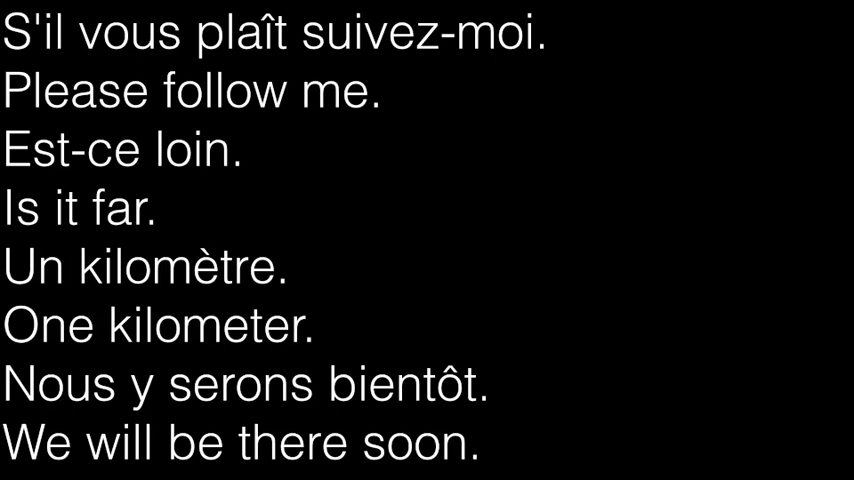 S'il vous plaît suivez-moi.
Please follow me.
Est-ce loin.
Is it far.
Un kilomètre.
One kilometer.
Nous y serons bientôt.
We will be there soon.